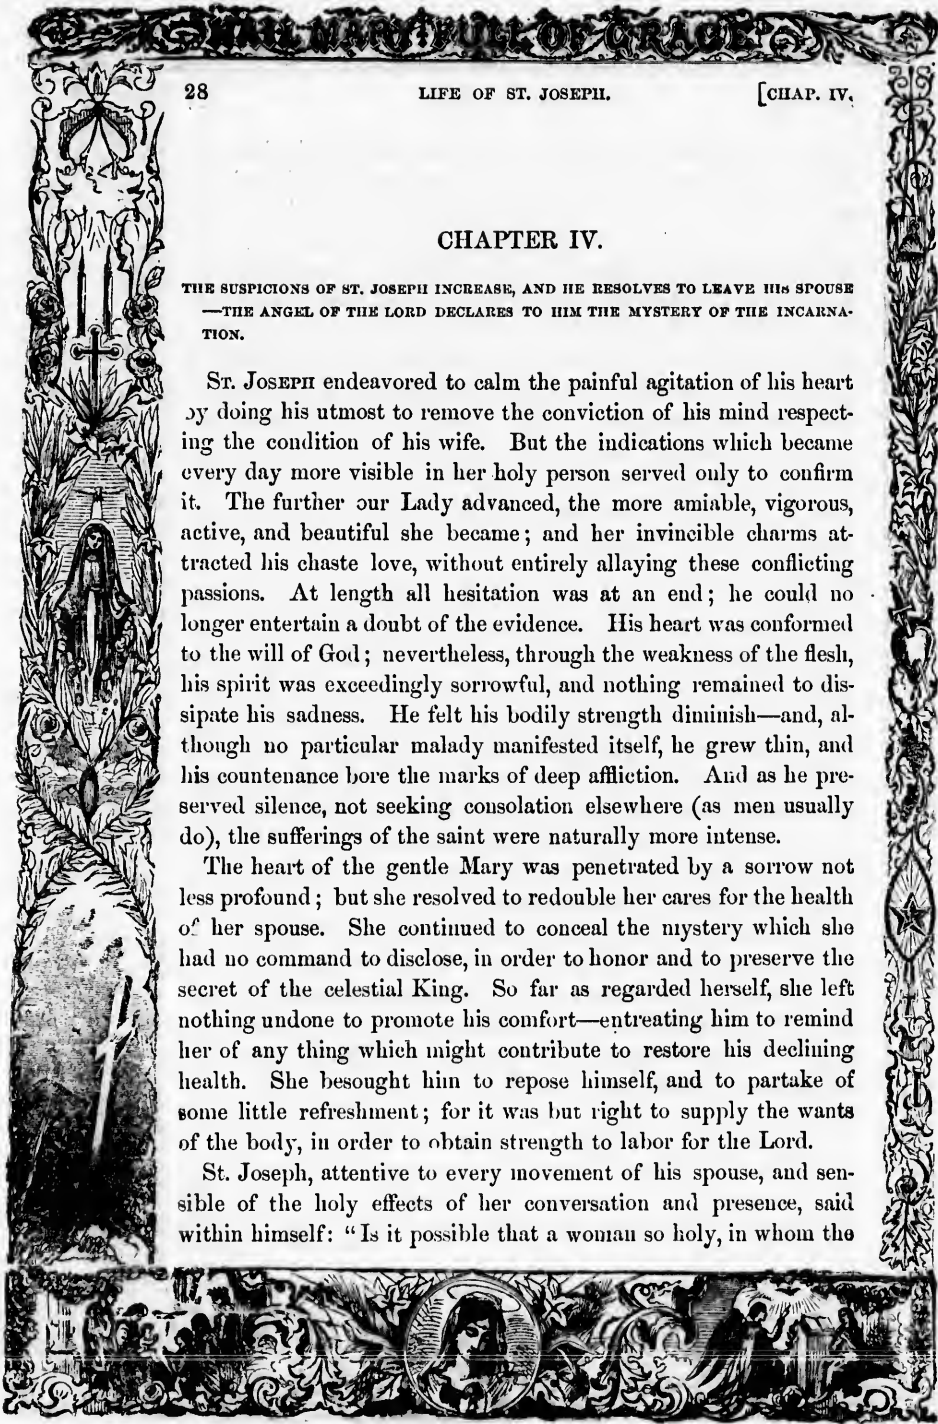 HAIL MARY FULL OF GRACE
28 LIFE OF ST. JOSEPH. [CHAP. IV.
CHAPTER IV.
THE SUSPICIONS OF ST. JOSEPH INCREASE, AND HE RESOLVES TO LEAVE HIS SPOUSE
—THE ANGEL OF THE LORD DECLARES TO HIM THE MYSTERY OF THE INCARNA-
TION.
ST. JOSEPH endeavored to calm the painful agitation of his heart
by doing his utmost to remove the conviction of his mind respect-
ing the condition of his wife. But the indications which became
every day more visible in her holy person served only to confirm
it. The further our Lady advanced, the more amiable, vigorous,
active, and beautiful she became; and her invincible charms at-
tracted his chaste love, without entirely allaying these conflicting
passions. At length all hesitation was at an end; he could no
longer entertain a doubt of the evidence. His heart was conformed
to the will of God; nevertheless, through the weakness of the flesh,
his spirit was exceedingly sorrowful, and nothing remained to dis-
sipate his sadness. He felt his bodily strength diminish—and, al-
though no particular malady manifested itself, he grew thin, and
his countenance bore the marks of deep affliction. And as he pre-
served silence, not seeking consolation elsewhere (as men usually
do), the sufferings of the saint were naturally more intense.
The heart of the gentle Mary was penetrated by a sorrow not
less profound; but she resolved to redouble her cares for the health
of her spouse. She continued to conceal the mystery which she
had no command to disclose, in order to honor and to preserve the
secret of the celestial King. So far as regarded herself, she left
nothing undone to promote his comfort—entreating him to remind
her of any thing which might contribute to restore his declining
health. She besought him to repose himself, and to partake of
some little refreshment; for it was but right to supply the wants
of the body, in order to obtain strength to labor for the Lord.
St. Joseph, attentive to every movement of his spouse, and sen-
sible of the holy effects of her conversation and presence, said
within himself: "Is it possible that a woman so holy, in whom the